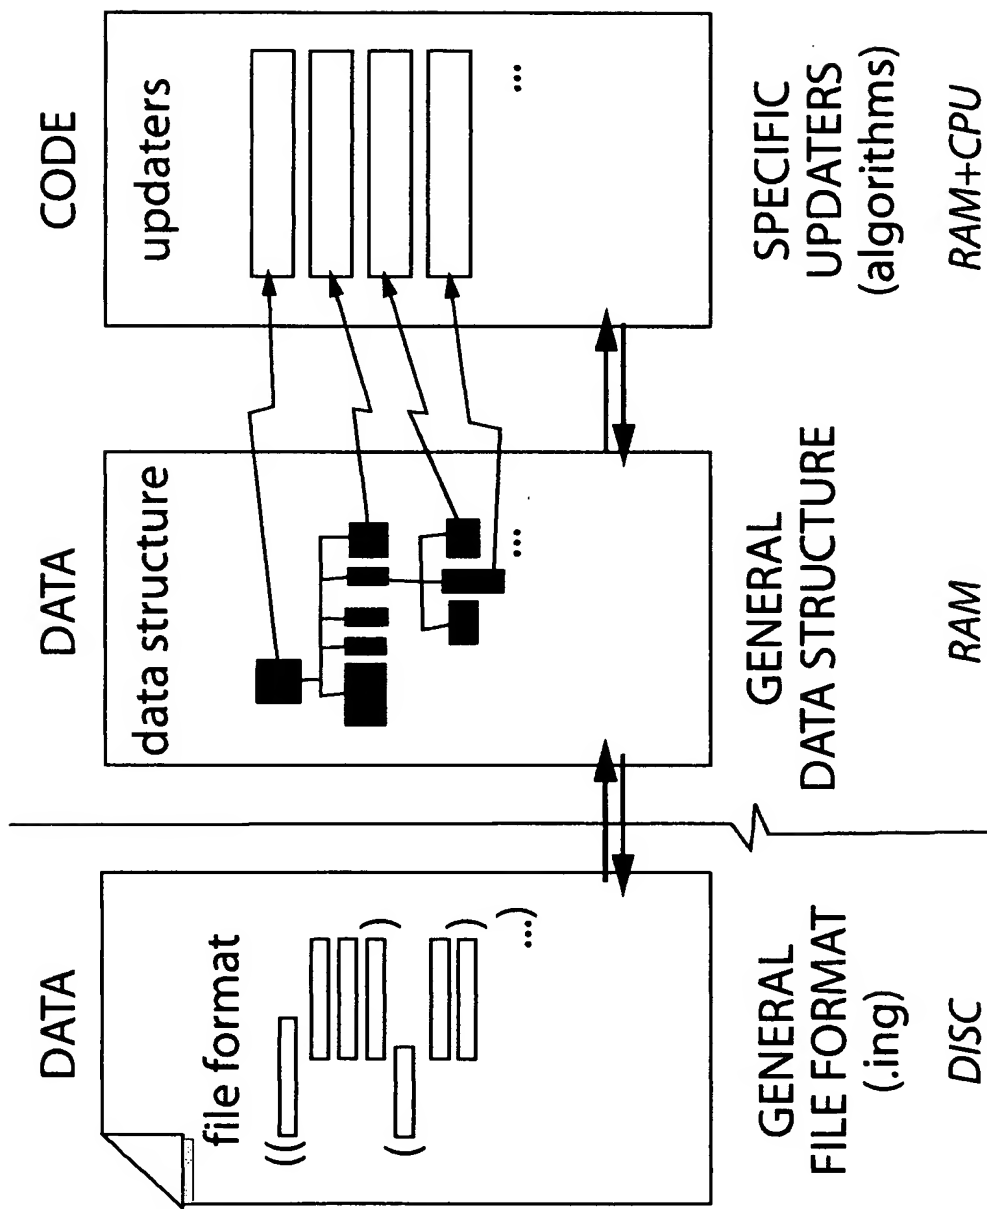 DATA
file format
((
)
(
)
...)
GENERAL
FILE FORMAT
(.ing)
DISC
DATA
data structure
...
GENERAL
DATA STRUCTURE
RAM
CODE
updaters
...
SPECIFIC
UPDATERS
(algorithms)
RAM+CPU